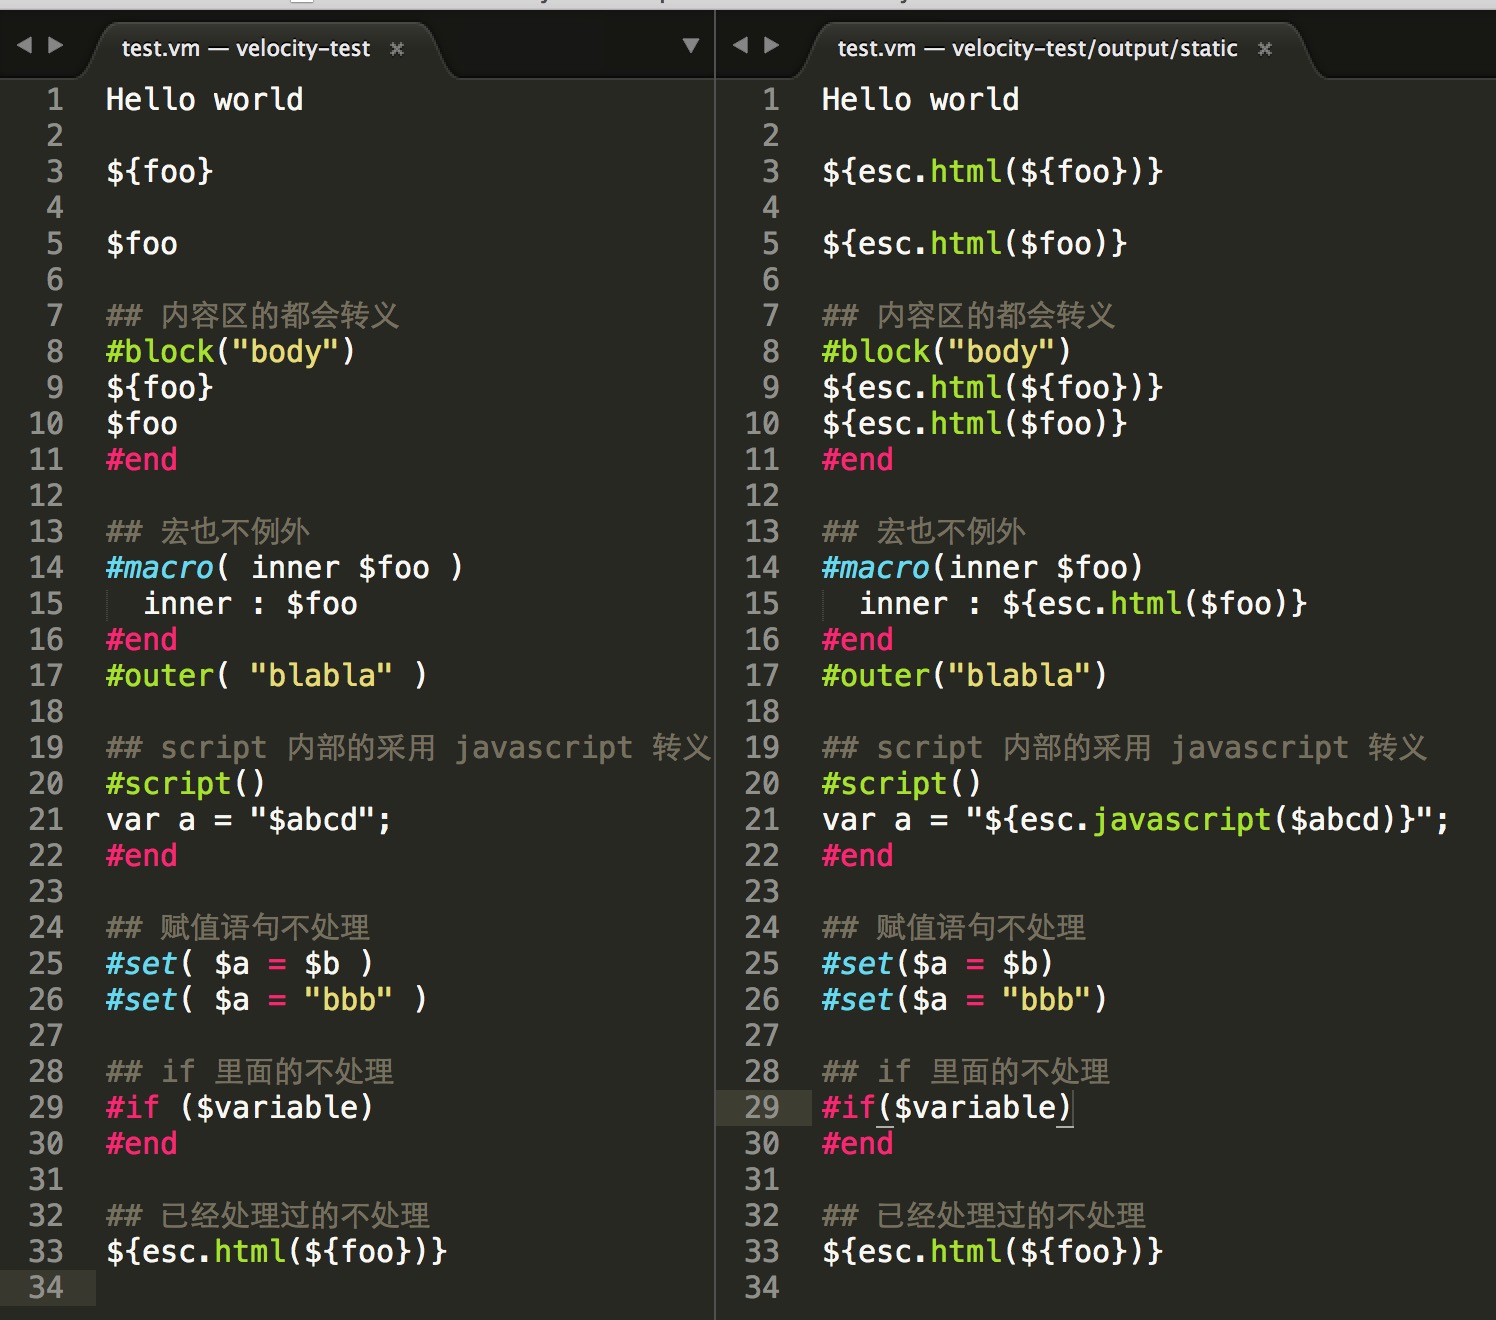 test.vm — velocity-test
1 Hello world
2
3 ${foo}
4
5 $foo
6
7 ## 内容区的都会转义
8 #block("body")
9 ${foo}
10 $foo
11 #end
12
13 ## 宏也不例外
14 #macro( inner $foo )
15 inner : $foo
16 #end
17 #outer( "blabla" )
18
19 ## script 内部的采用 javascript 转义
20 #script()
21 var a = "$abcd";
22 #end
23
24 ## 赋值语句不处理
25 #set( $a = $b )
26 #set( $a = "bbb" )
27
28 ## if 里面的不处理
29 #if ($variable)
30 #end
31
32 ## 已经处理过的不处理
33 ${esc.html(${foo})}
34
test.vm — velocity-test/output/static
1 Hello world
2
3 ${esc.html(${foo})}
4
5 ${esc.html($foo)}
6
7 ## 内容区的都会转义
8 #block("body")
9 ${esc.html(${foo})}
10 ${esc.html($foo)}
11 #end
12
13 ## 宏也不例外
14 #macro(inner $foo)
15 inner : ${esc.html($foo)}
16 #end
17 #outer("blabla")
18
19 ## script 内部的采用 javascript 转义
20 #script()
21 var a = "${esc.javascript($abcd)}";
22 #end
23
24 ## 赋值语句不处理
25 #set($a = $b)
26 #set($a = "bbb")
27
28 ## if 里面的不处理
29 #if($variable)
30 #end
31
32 ## 已经处理过的不处理
33 ${esc.html(${foo})}
34